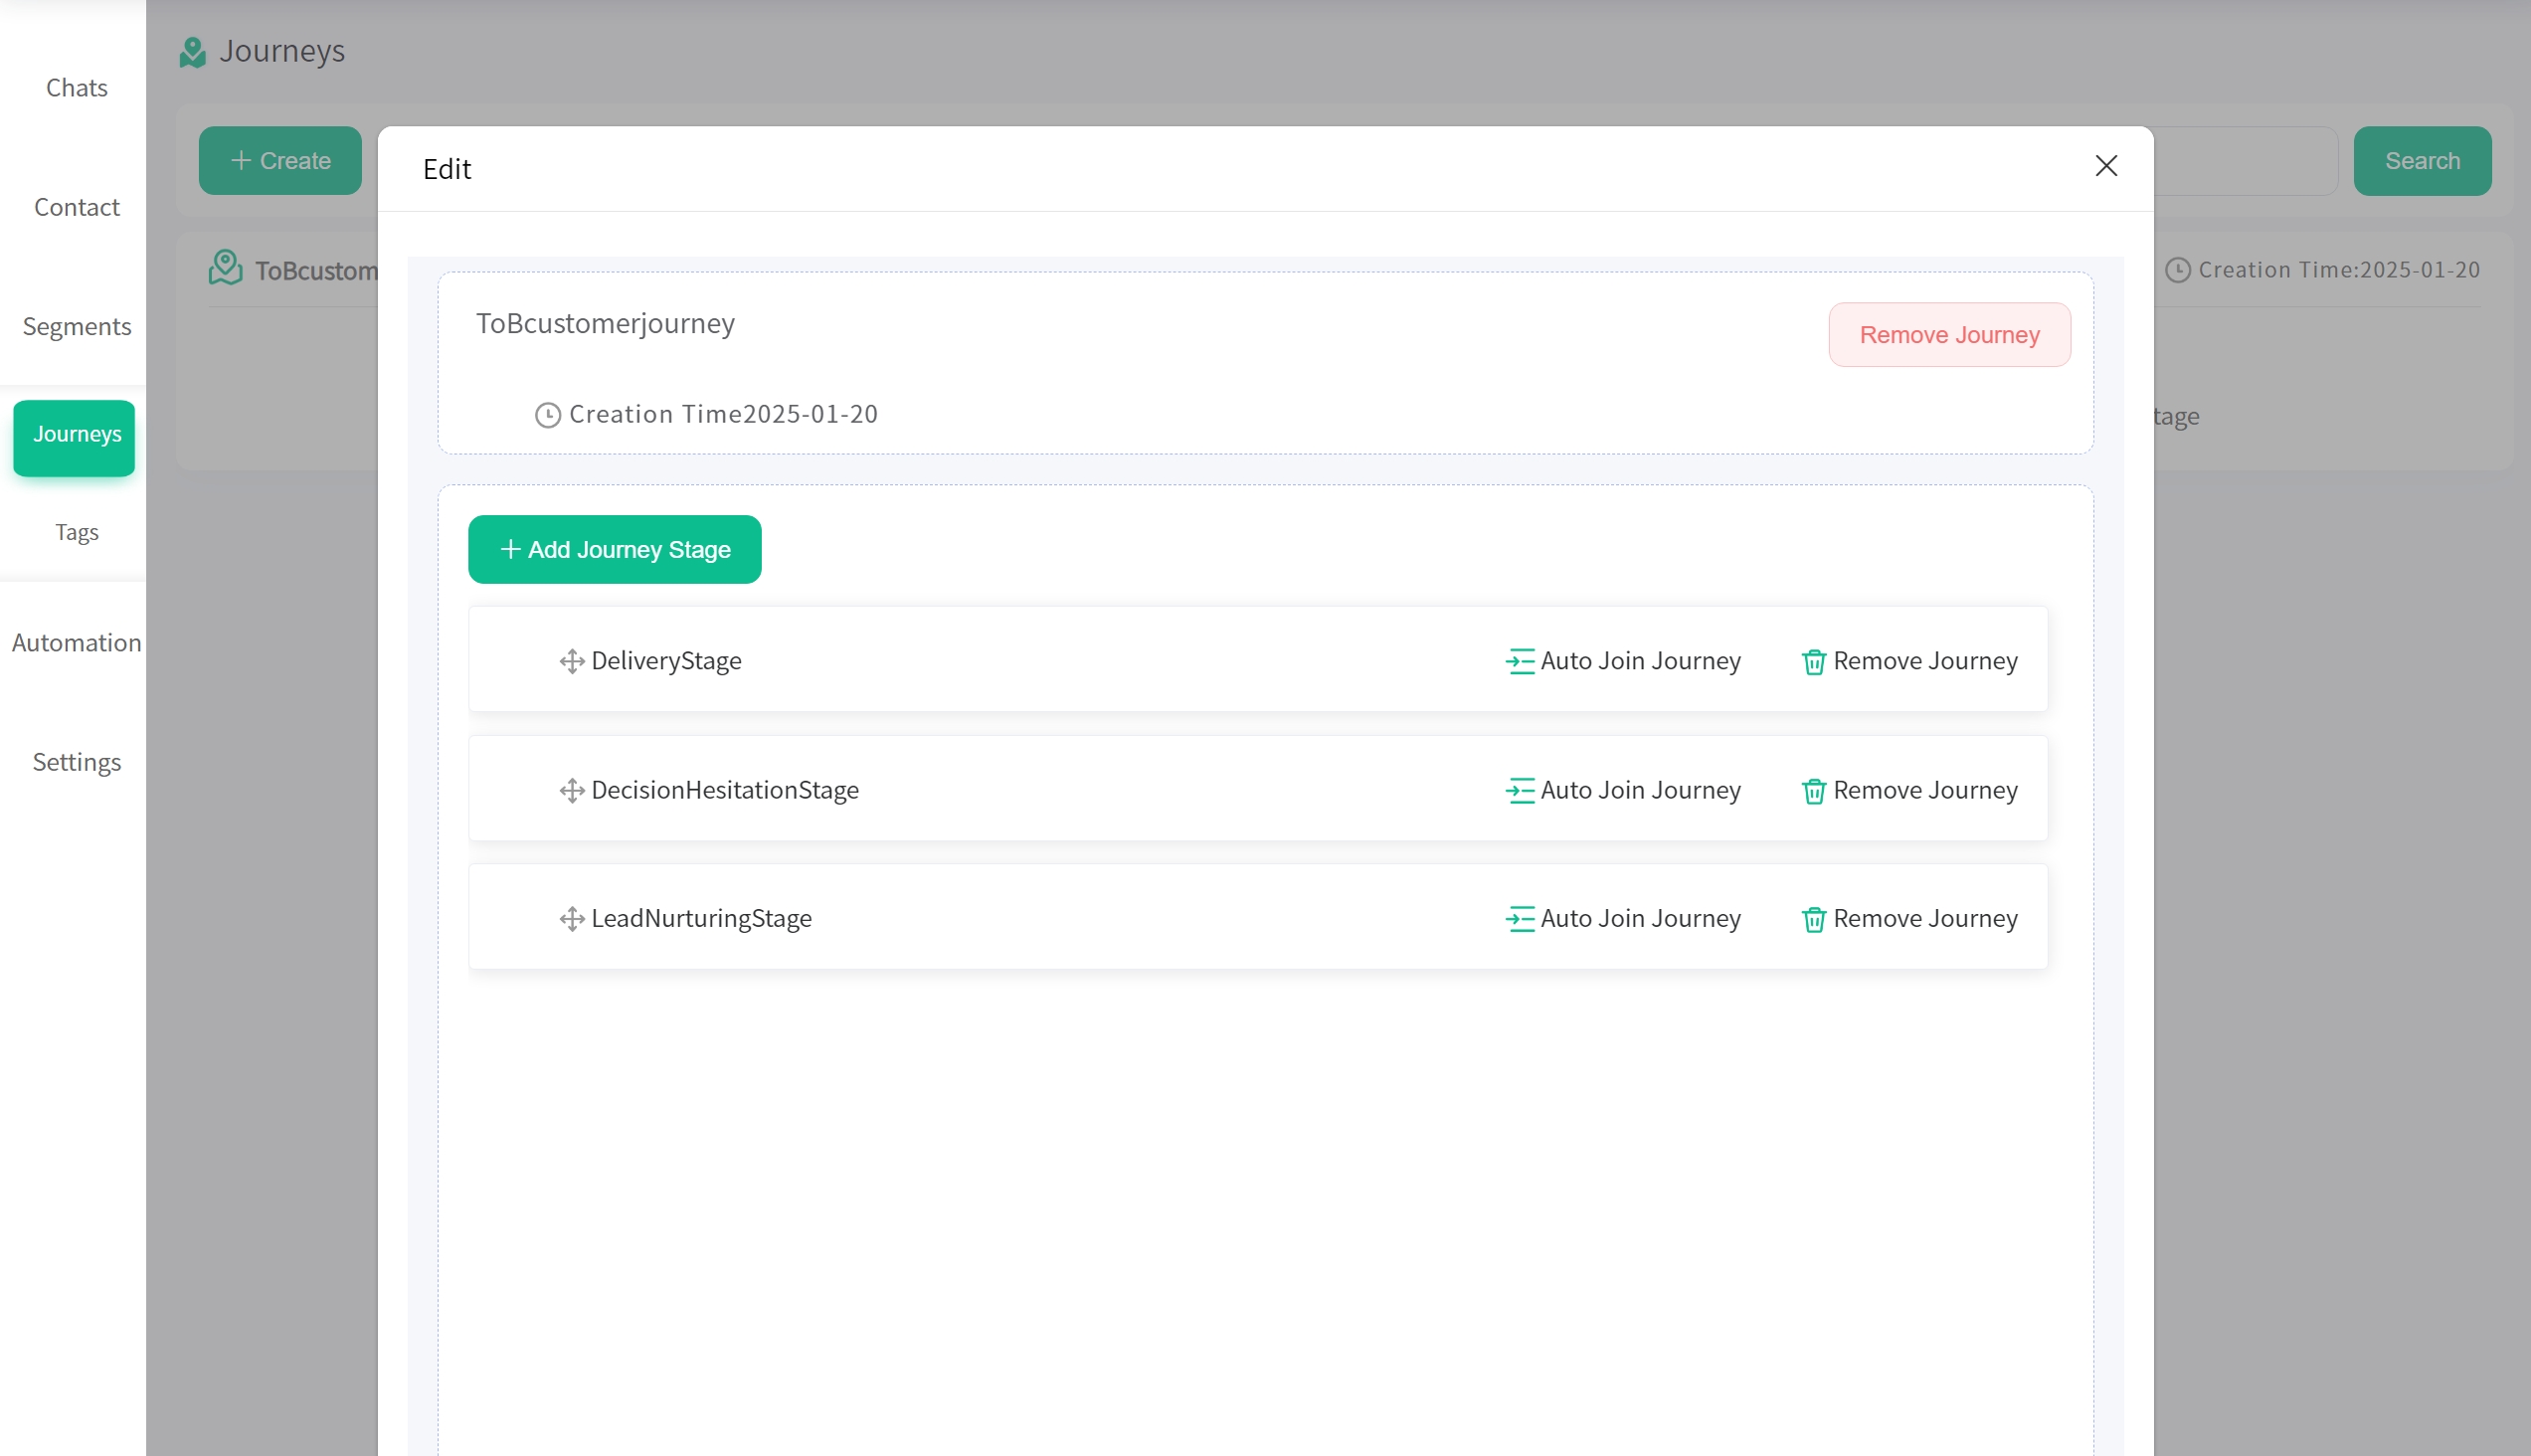 Chats
Contact
Segments
Journeys
Tags
Automation
Settings
Journeys
+ Create
Search
ToBcustom
Creation Time:2025-01-20
tage
Edit
ToBcustomerjourney
Remove Journey
Creation Time2025-01-20
+ Add Journey Stage
DeliveryStage Auto Join Journey Remove Journey
DecisionHesitationStage Auto Join Journey Remove Journey
LeadNurturingStage Auto Join Journey Remove Journey